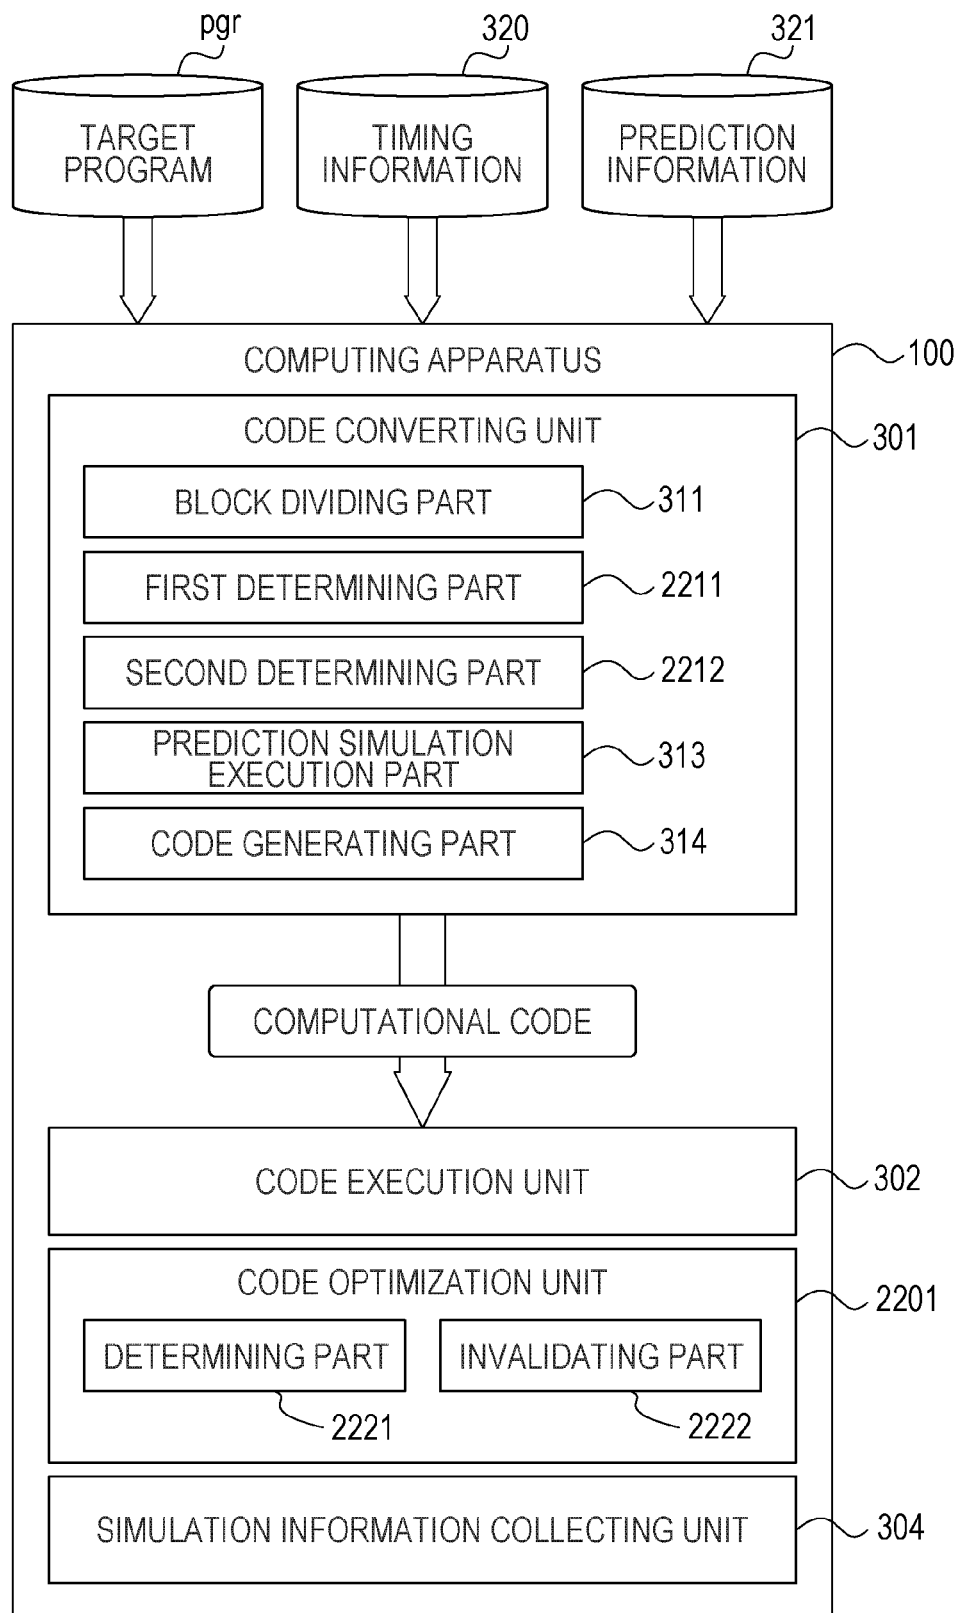 pgr
320
321
TARGET
PROGRAM
TIMING
INFORMATION
PREDICTION
INFORMATION
COMPUTING APPARATUS
100
CODE CONVERTING UNIT
301
BLOCK DIVIDING PART
311
FIRST DETERMINING PART
2211
SECOND DETERMINING PART
2212
PREDICTION SIMULATION
EXECUTION PART
313
CODE GENERATING PART
314
COMPUTATIONAL CODE
CODE EXECUTION UNIT
302
CODE OPTIMIZATION UNIT
2201
DETERMINING PART
INVALIDATING PART
2221
2222
SIMULATION INFORMATION COLLECTING UNIT
304